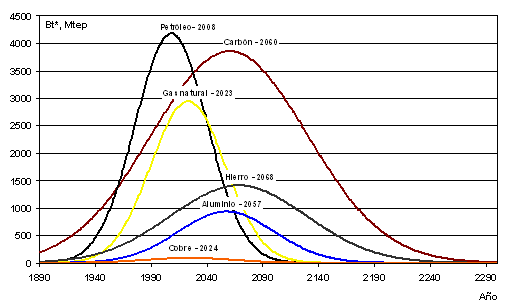 Bt*, Mtep
4500
4000
3500
3000
2500
2000
1500
1000
500
0
Petróleo - 2008
Carbón - 2060
Gas natural - 2023
Hierro - 2068
Aluminio - 2057
Cobre - 2024
1890 1940 1990 2040 2090 2140 2190 2240 2290
Año